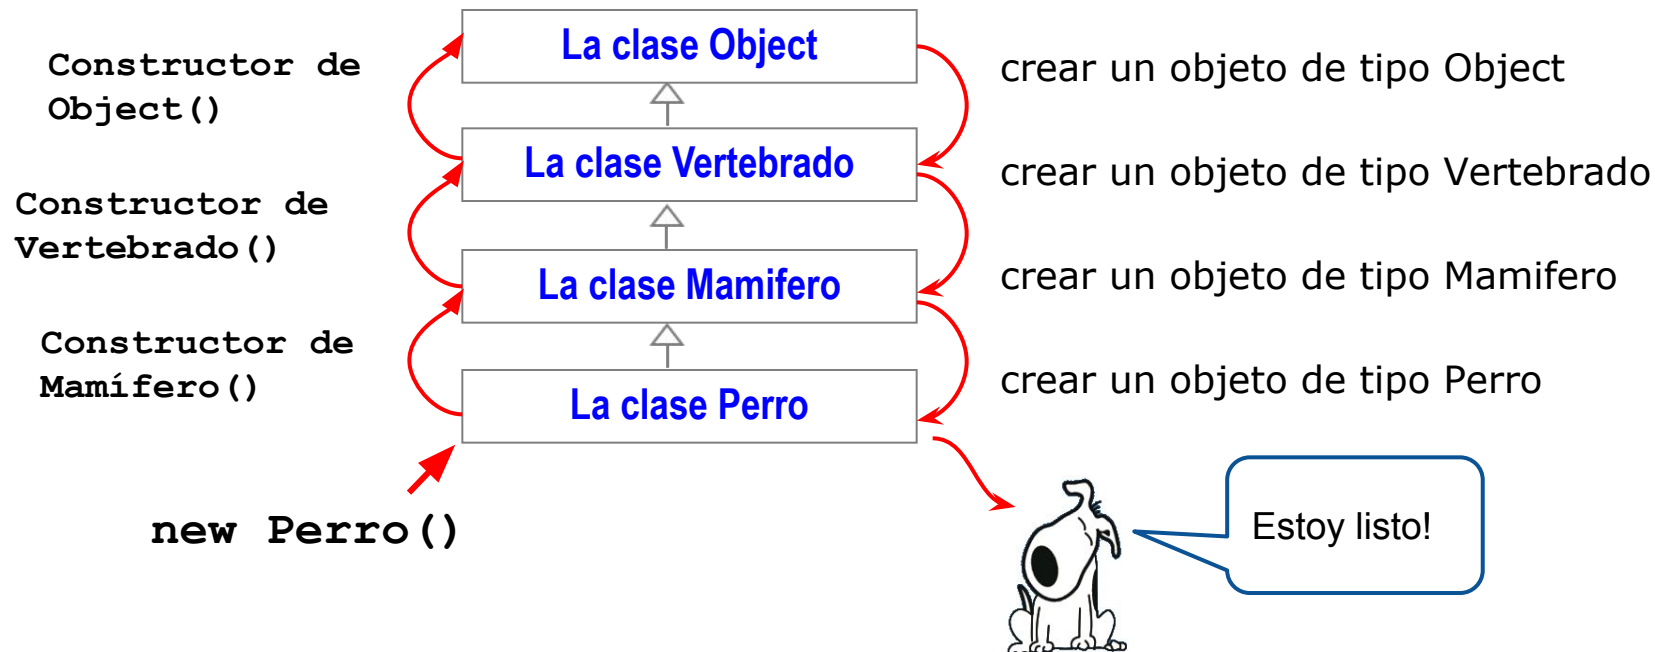 La clase Object
Constructor de
Object()
crear un objeto de tipo Object
La clase Vertebrado
crear un objeto de tipo Vertebrado
Constructor de
Vertebrado()
La clase Mamifero
crear un objeto de tipo Mamifero
Constructor de
Mamífero()
La clase Perro
crear un objeto de tipo Perro
new Perro()
Estoy listo!